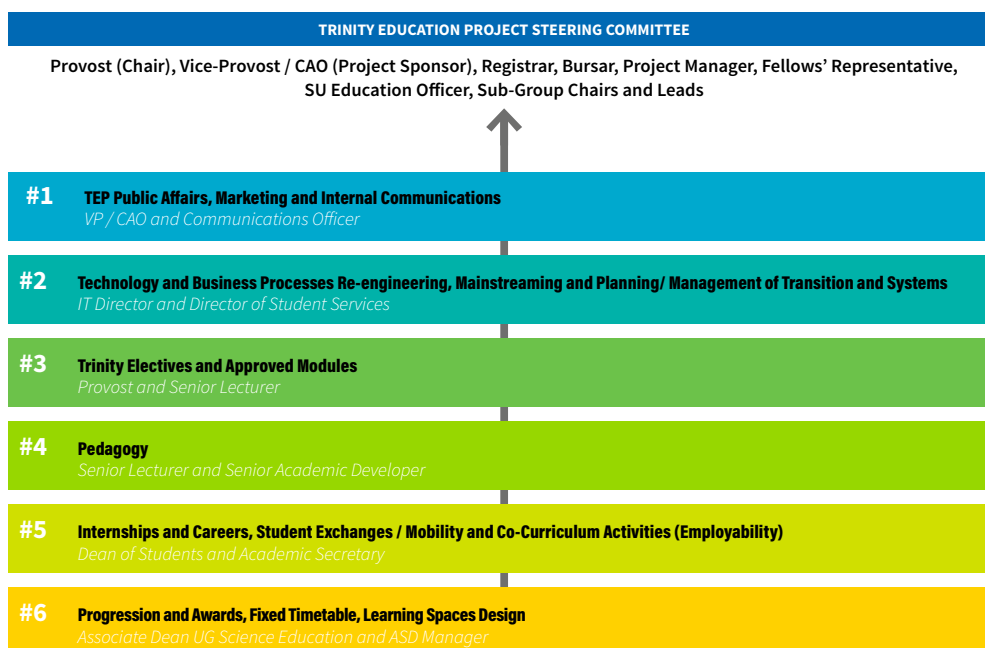 TRINITY EDUCATION PROJECT STEERING COMMITTEE
Provost (Chair), Vice-Provost / CAO (Project Sponsor), Registrar, Bursar, Project Manager, Fellows’ Representative,
SU Education Officer, Sub-Group Chairs and Leads
#1 TEP Public Affairs, Marketing and Internal Communications
VP / CAO and Communications Officer
#2 Technology and Business Processes Re-engineering, Mainstreaming and Planning/ Management of Transition and Systems
IT Director and Director of Student Services
#3 Trinity Electives and Approved Modules
Provost and Senior Lecturer
#4 Pedagogy
Senior Lecturer and Senior Academic Developer
#5 Internships and Careers, Student Exchanges / Mobility and Co-Curriculum Activities (Employability)
Dean of Students and Academic Secretary
#6 Progression and Awards, Fixed Timetable, Learning Spaces Design
Associate Dean UG Science Education and ASD Manager